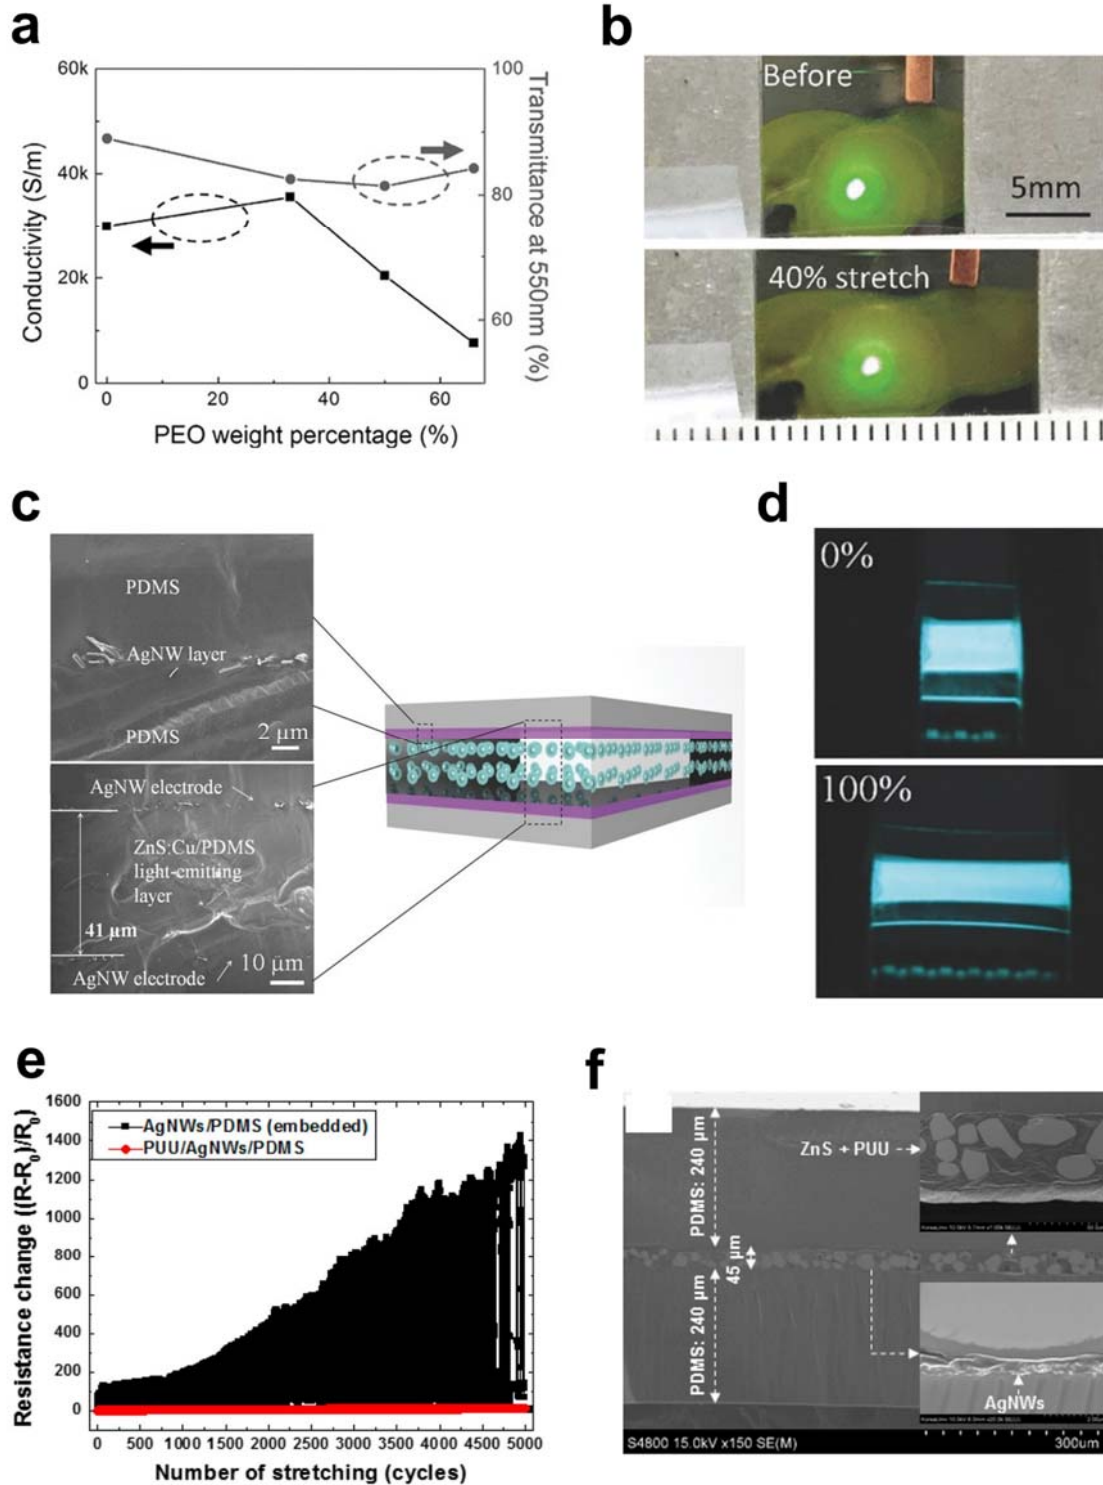 a
60k
40k
20k
0
Conductivity (S/m)
0
20
40
60
PEO weight percentage (%)
100
80
60
Transmittance at 550nm (%)
b
Before
5mm
40% stretch
c
PDMS
AgNW layer
PDMS
2 μm
AgNW electrode
ZnS:Cu/PDMS
light-emitting
layer
41 μm
10 μm
AgNW electrode
d
0%
100%
e
1600
1400
1200
1000
800
600
400
200
0
Resistance change ((R-R0)/R0)
AgNWs/PDMS (embedded)
PUU/AgNWs/PDMS
0
500
1000
1500
2000
2500
3000
3500
4000
4500
5000
Number of stretching (cycles)
f
PDMS: 240 μm
45 μm
PDMS: 240 μm
ZnS + PUU
AgNWs
S4800 15.0kV x150 SE(M)
300um